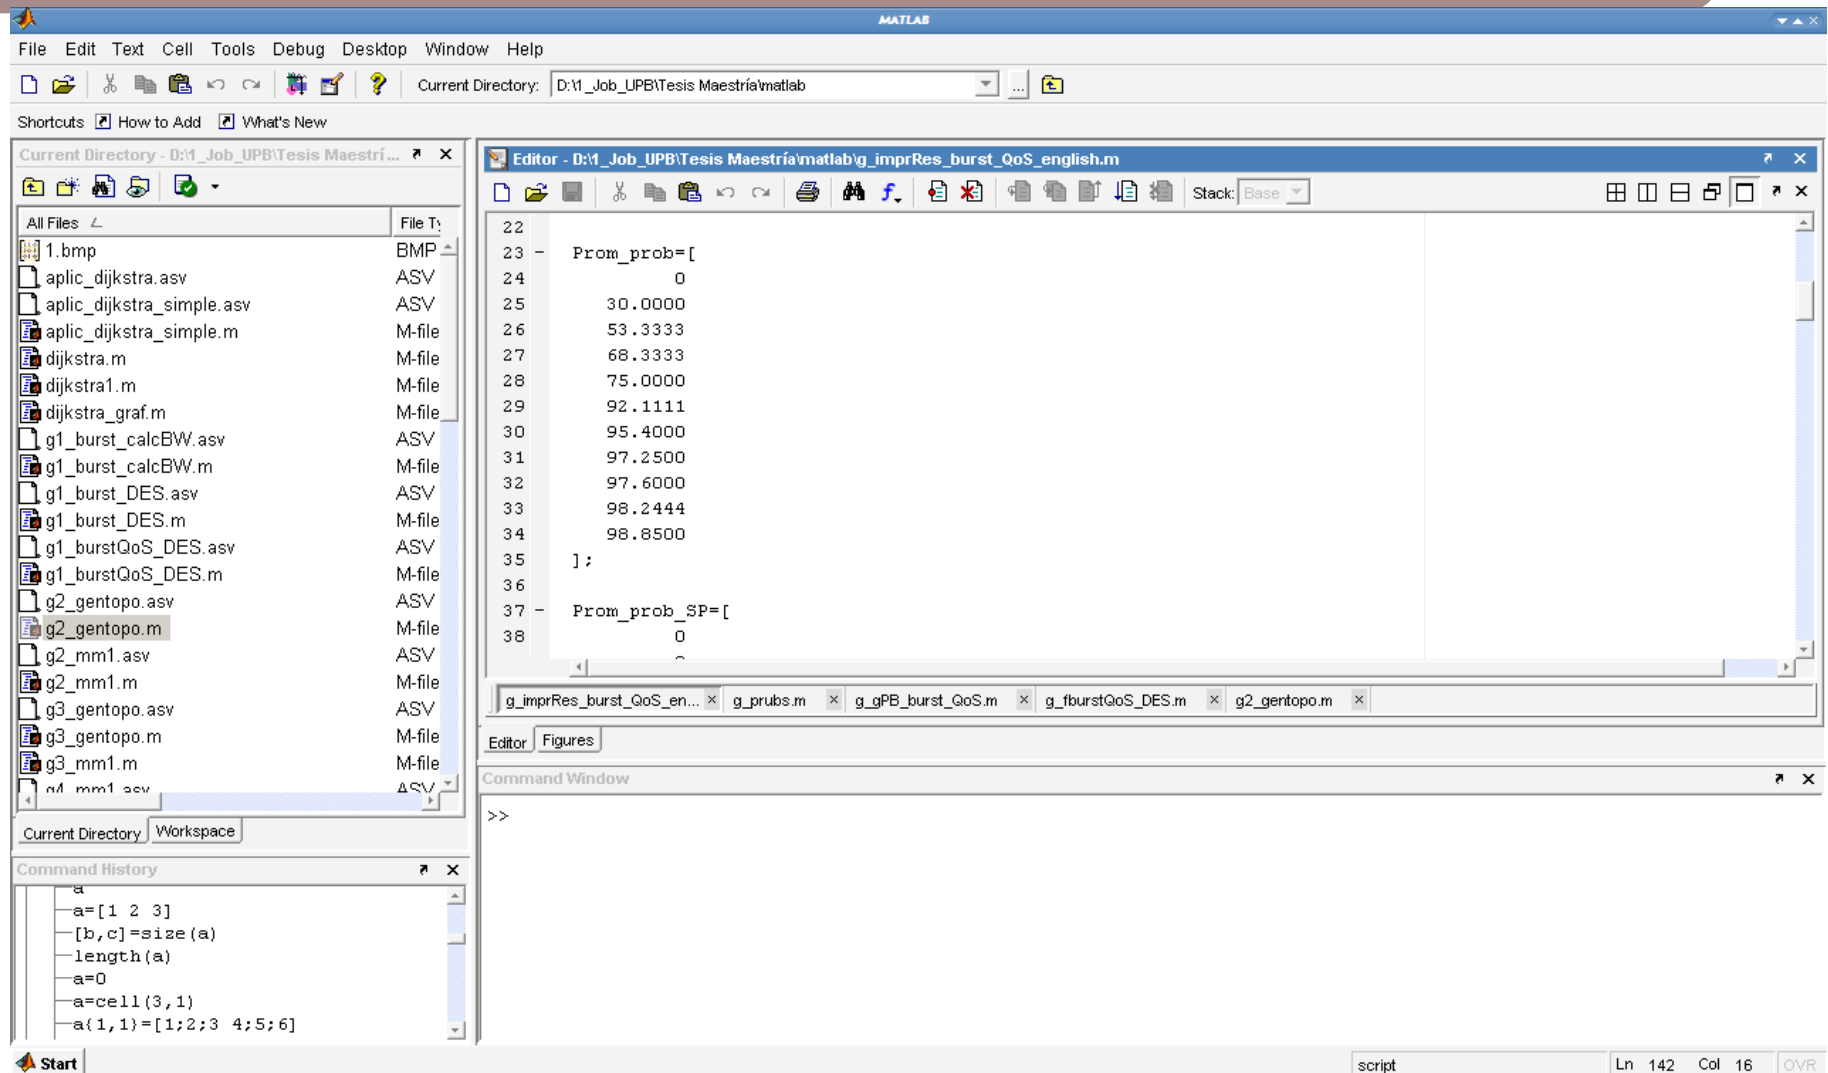 MATLAB
File Edit Text Cell Tools Debug Desktop Window Help
Current Directory: D:\1_Job_UPB\Tesis Maestría\matlab ...
Shortcuts How to Add What's New
Current Directory - D:\1_Job_UPB\Tesis Maestrí...
All Files File Ty
1.bmp BMP
aplic_dijkstra.asv ASV
aplic_dijkstra_simple.asv ASV
aplic_dijkstra_simple.m M-file
dijkstra.m M-file
dijkstra1.m M-file
dijkstra_graf.m M-file
g1_burst_calcBW.asv ASV
g1_burst_calcBW.m M-file
g1_burst_DES.asv ASV
g1_burst_DES.m M-file
g1_burstQoS_DES.asv ASV
g1_burstQoS_DES.m M-file
g2_gentopo.asv ASV
g2_gentopo.m M-file
g2_mm1.asv ASV
g2_mm1.m M-file
g3_gentopo.asv ASV
g3_gentopo.m M-file
g3_mm1.m M-file
g4_mm1.asv ASV
Current Directory Workspace
Command History
a
a=[1 2 3]
[b,c]=size(a)
length(a)
a=0
a=cell(3,1)
a{1,1}=[1;2;3 4;5;6]
Editor - D:\1_Job_UPB\Tesis Maestría\matlab\g_imprRes_burst_QoS_english.m
Stack: Base
22
23 - Prom_prob=[
24 0
25 30.0000
26 53.3333
27 68.3333
28 75.0000
29 92.1111
30 95.4000
31 97.2500
32 97.6000
33 98.2444
34 98.8500
35 ];
36
37 - Prom_prob_SP=[
38 0
g_imprRes_burst_QoS_en... g_prubs.m g_gPB_burst_QoS.m g_fburstQoS_DES.m g2_gentopo.m
Editor Figures
Command Window
>>
Start
script Ln 142 Col 16 OVR